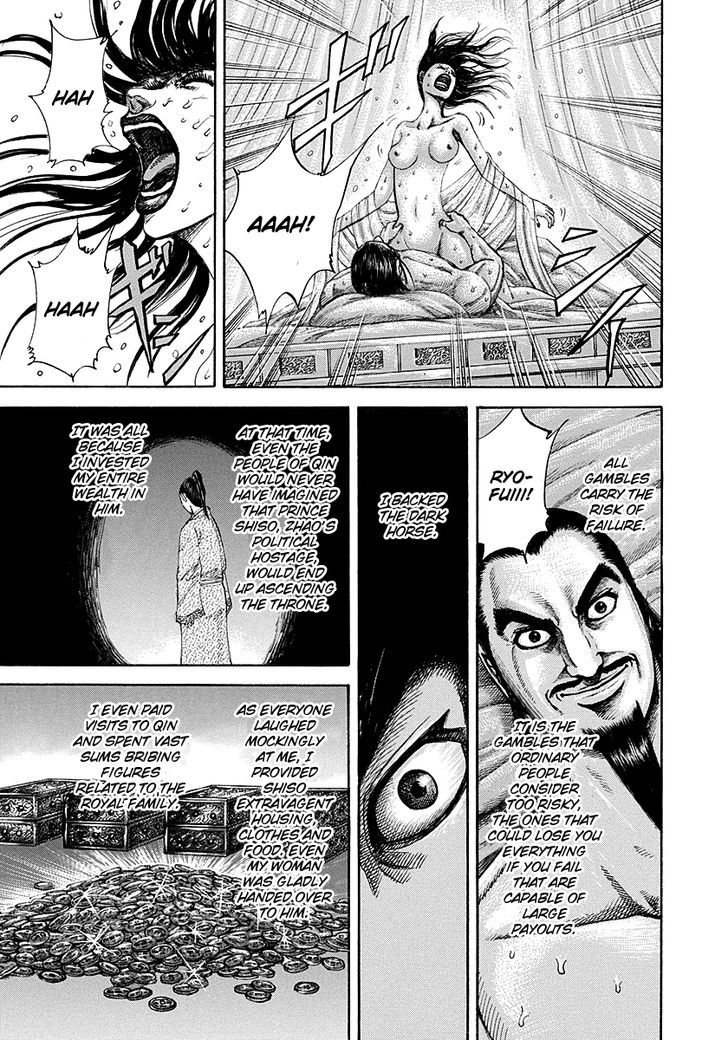 AAAH!
HAH
HAAH
ギギ
ギギ
ALL
GAMBLES
CARRY THE
RISK OF
FAILURE.
RYO-
FUIII!
IT IS THE
GAMBLES THAT
ORDINARY
PEOPLE
CONSIDER
TOO RISKY,
THE ONES THAT
COULD LOSE YOU
EVERYTHING
IF YOU FAIL
THAT ARE
CAPABLE OF
LARGE
PAYOUTS.
I BACKED
THE DARK
HORSE.
AT THAT TIME,
EVEN THE
PEOPLE OF QIN
WOULD NEVER
HAVE IMAGINED
THAT PRINCE
SHISO, ZHAO'S
POLITICAL
HOSTAGE,
WOULD END
UP ASCENDING
THE THRONE.
IT WAS ALL
BECAUSE
I INVESTED
MY ENTIRE
WEALTH IN
HIM.
AS EVERYONE
LAUGHED
MOCKINGLY
AT ME, I
PROVIDED
SHISO
EXTRAVAGENT
HOUSING,
CLOTHES AND
FOOD. EVEN
MY WOMAN
WAS GLADLY
HANDED OVER
TO HIM.
I EVEN PAID
VISITS TO QIN
AND SPENT VAST
SUMS BRIBING
FIGURES
RELATED TO THE
ROYAL FAMILY.